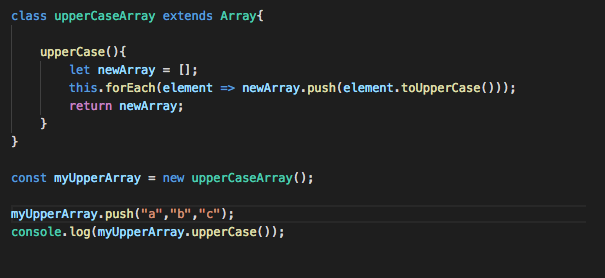 class upperCaseArray extends Array{
upperCase(){
let newArray = [];
this.forEach(element => newArray.push(element.toUpperCase()));
return newArray;
}
}
const myUpperArray = new upperCaseArray();
myUpperArray.push("a","b","c");
console.log(myUpperArray.upperCase());